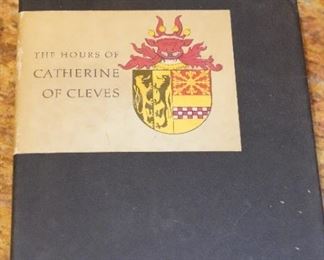 THE HOURS OF
CATHERINE
OF CLEVES